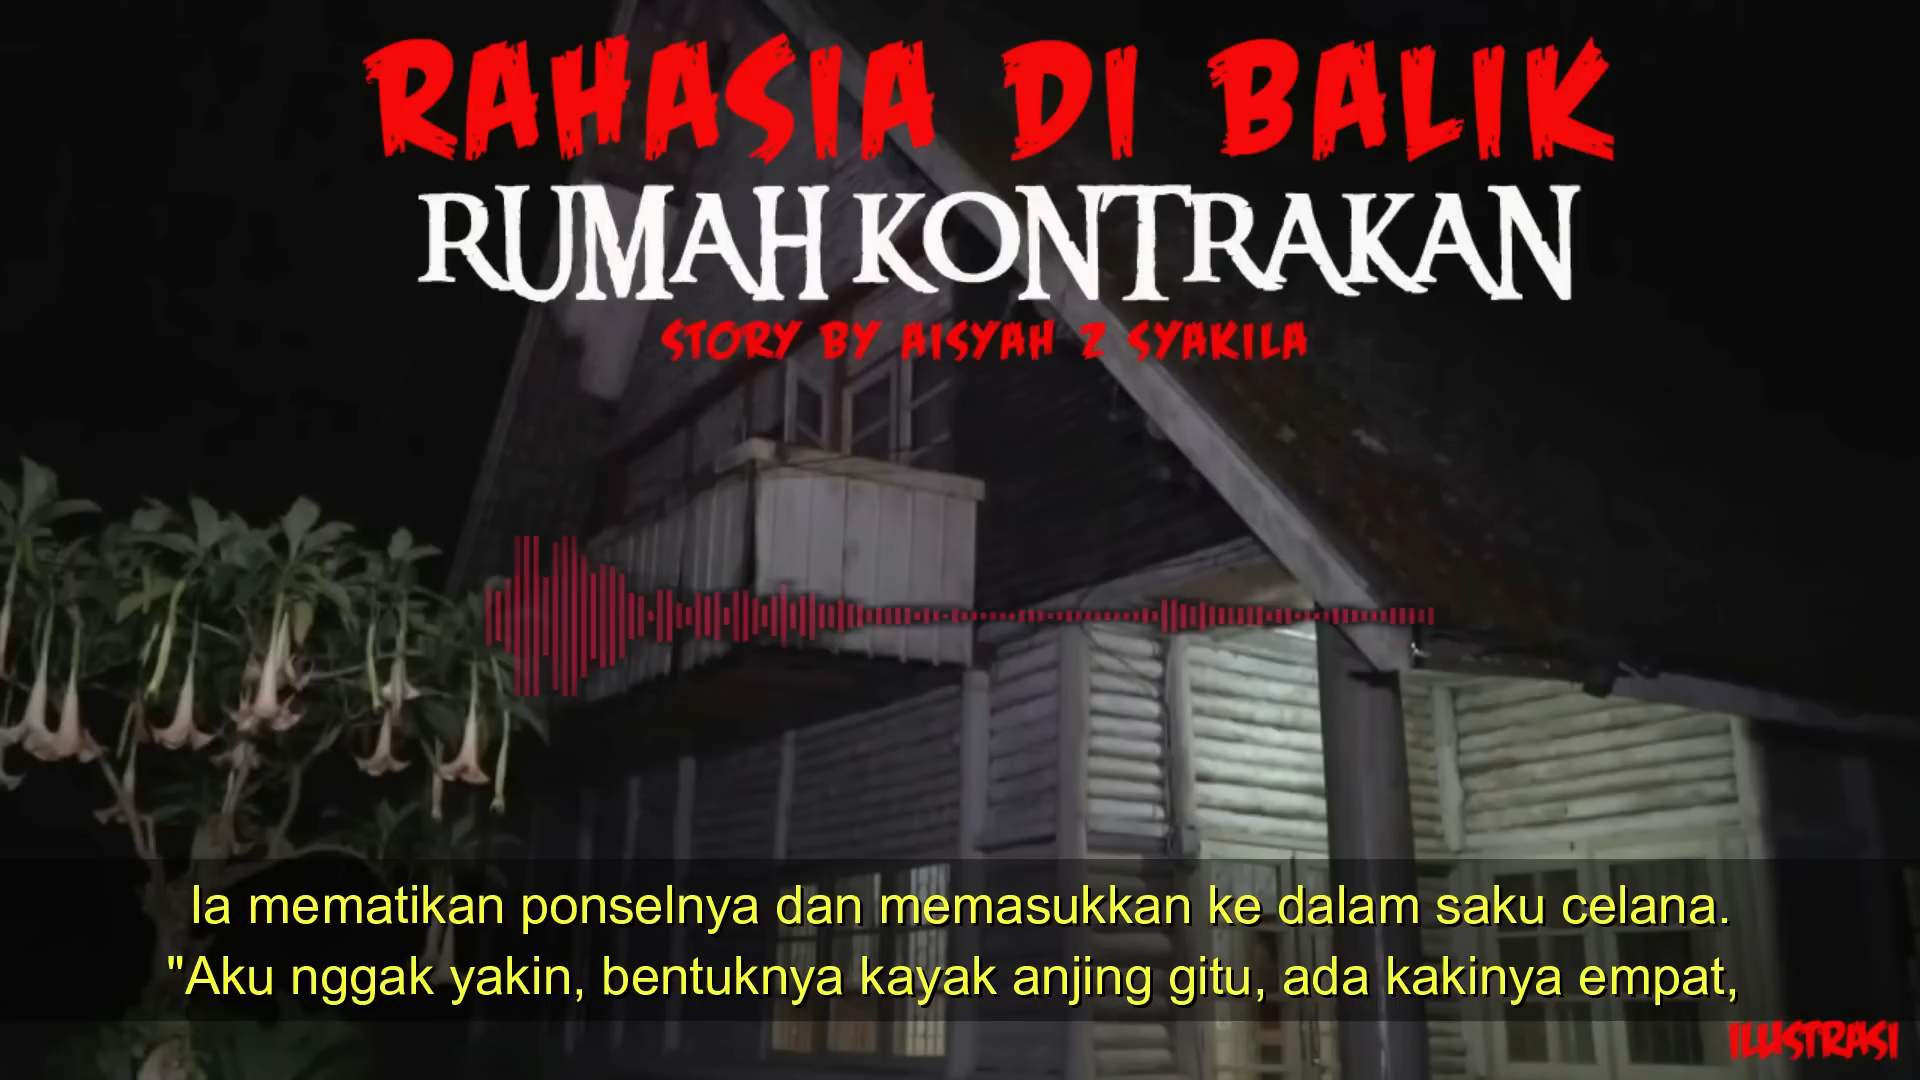 RAHASIA DI BALIK
RUMAH KONTRAKAN
STORY BY AISYAH Z SYAKILA
Ia mematikan ponselnya dan memasukkan ke dalam saku celana.
"Aku nggak yakin, bentuknya kayak anjing gitu, ada kakinya empat,
ILUSTRASI